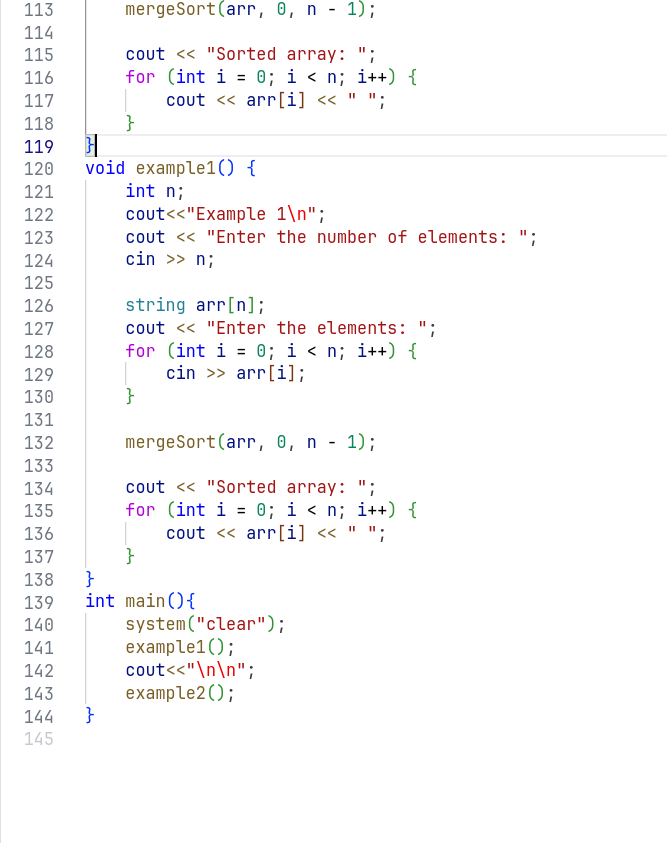 113 mergeSort(arr, 0, n - 1);
114
115 cout << "Sorted array: ";
116 for (int i = 0; i < n; i++) {
117 cout << arr[i] << " ";
118 }
119 }
120 void example1() {
121 int n;
122 cout<<"Example 1\n";
123 cout << "Enter the number of elements: ";
124 cin >> n;
125
126 string arr[n];
127 cout << "Enter the elements: ";
128 for (int i = 0; i < n; i++) {
129 cin >> arr[i];
130 }
131
132 mergeSort(arr, 0, n - 1);
133
134 cout << "Sorted array: ";
135 for (int i = 0; i < n; i++) {
136 cout << arr[i] << " ";
137 }
138 }
139 int main(){
140 system("clear");
141 example1();
142 cout<<"\n\n";
143 example2();
144 }
145